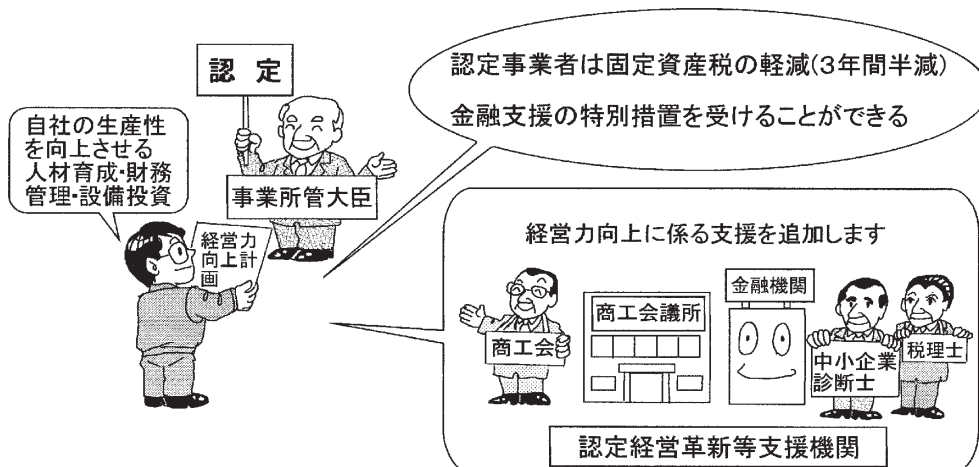 認定
自社の生産性
を向上させる
人材育成・財務
管理・設備投資
事業所管大臣
経営力
向上計
画
認定事業者は固定資産税の軽減(3年間半減)
金融支援の特別措置を受けることができる
経営力向上に係る支援を追加します
商工会
商工会議所
金融機関
中小企業
診断士
税理士
認定経営革新等支援機関